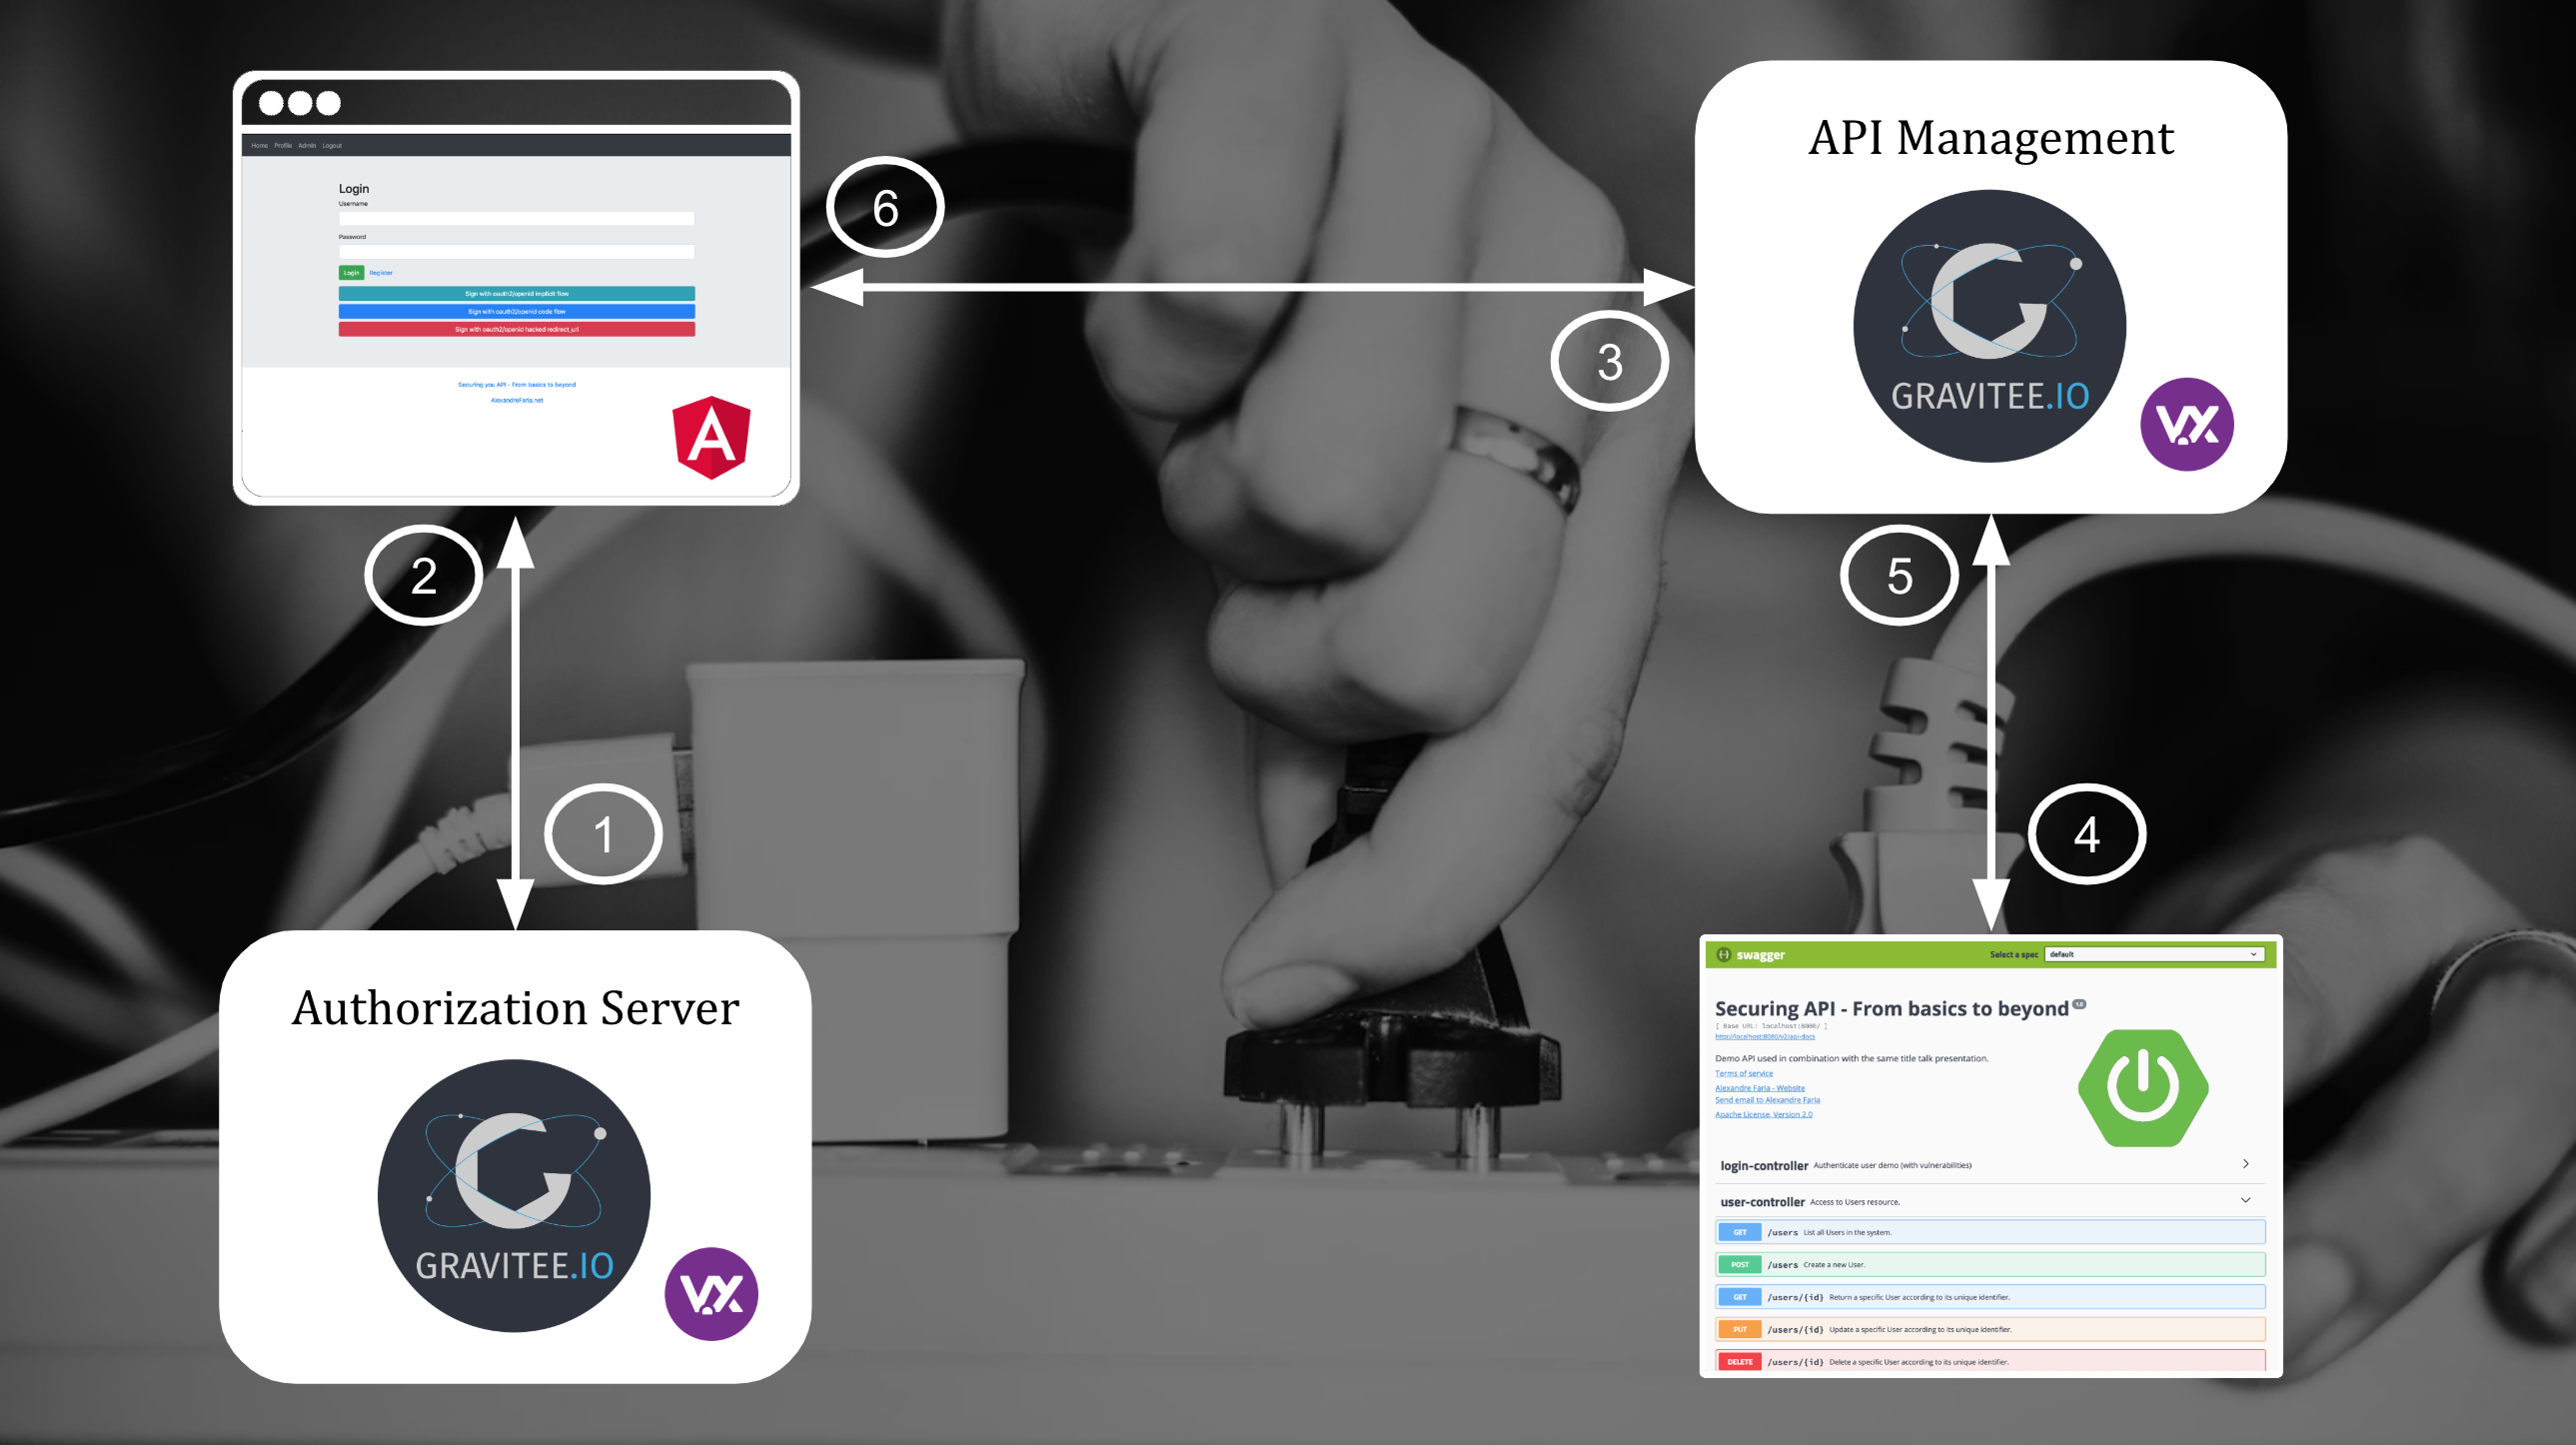 Home Profile Admin Logout
Login
Username
Password
Login Register
Sign with oauth2/openid implicit flow
Sign with oauth2/openid code flow
Sign with oauth2/openid hacked redirect_uri
Securing you API - From basics to beyond
AlexandreFaria.net
A
6
3
API Management
GRAVITEE.IO
V.X
2
1
5
4
Authorization Server
GRAVITEE.IO
V.X
swagger
Select a spec default
Securing API - From basics to beyond 1.0
[ Base URL: localhost:8080/ ]
http://localhost:8080/v2/api-docs
Demo API used in combination with the same title talk presentation.
Terms of service
Alexandre Faria - Website
Send email to Alexandre Faria
Apache License, Version 2.0
login-controller Authenticate user demo (with vulnerabilities)
user-controller Access to Users resource.
GET /users List all Users in the system.
POST /users Create a new User.
GET /users/{id} Return a specific User according to its unique identifier.
PUT /users/{id} Update a specific User according to its unique identifier.
DELETE /users/{id} Delete a specific User according to its unique identifier.